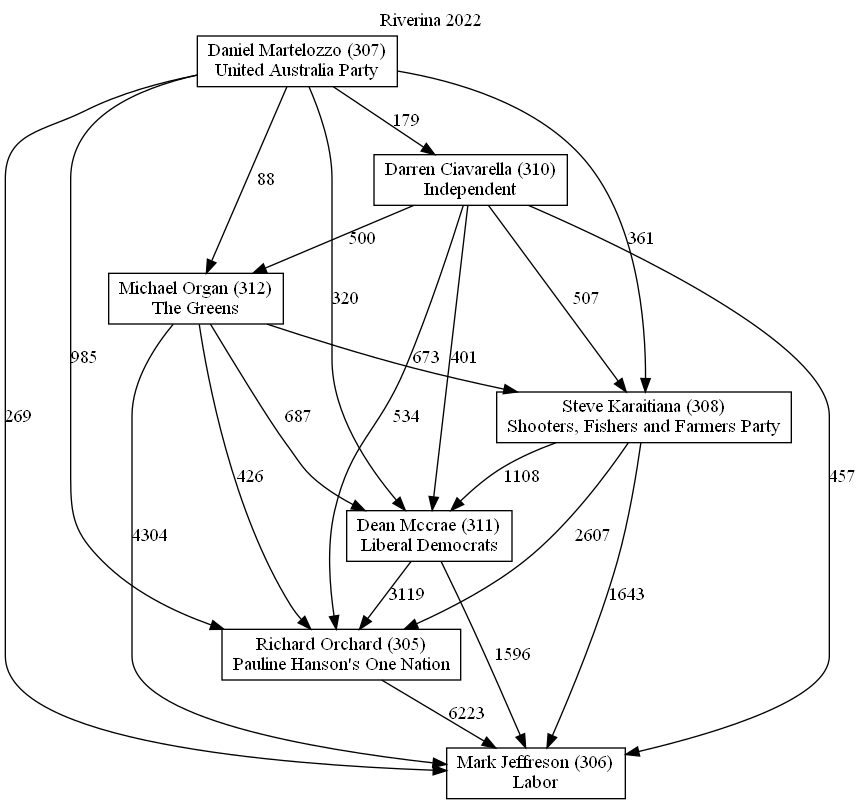 Riverina 2022
Daniel Martelozzo (307)
United Australia Party
179
Darren Ciavarella (310)
Independent
88
500
361
Michael Organ (312)
The Greens
320
507
985
673
401
Steve Karaitiana (308)
Shooters, Fishers and Farmers Party
269
687
534
426
1108
457
Dean Mccrae (311)
Liberal Democrats
4304
2607
3119
1643
Richard Orchard (305)
Pauline Hanson's One Nation
1596
6223
Mark Jeffreson (306)
Labor